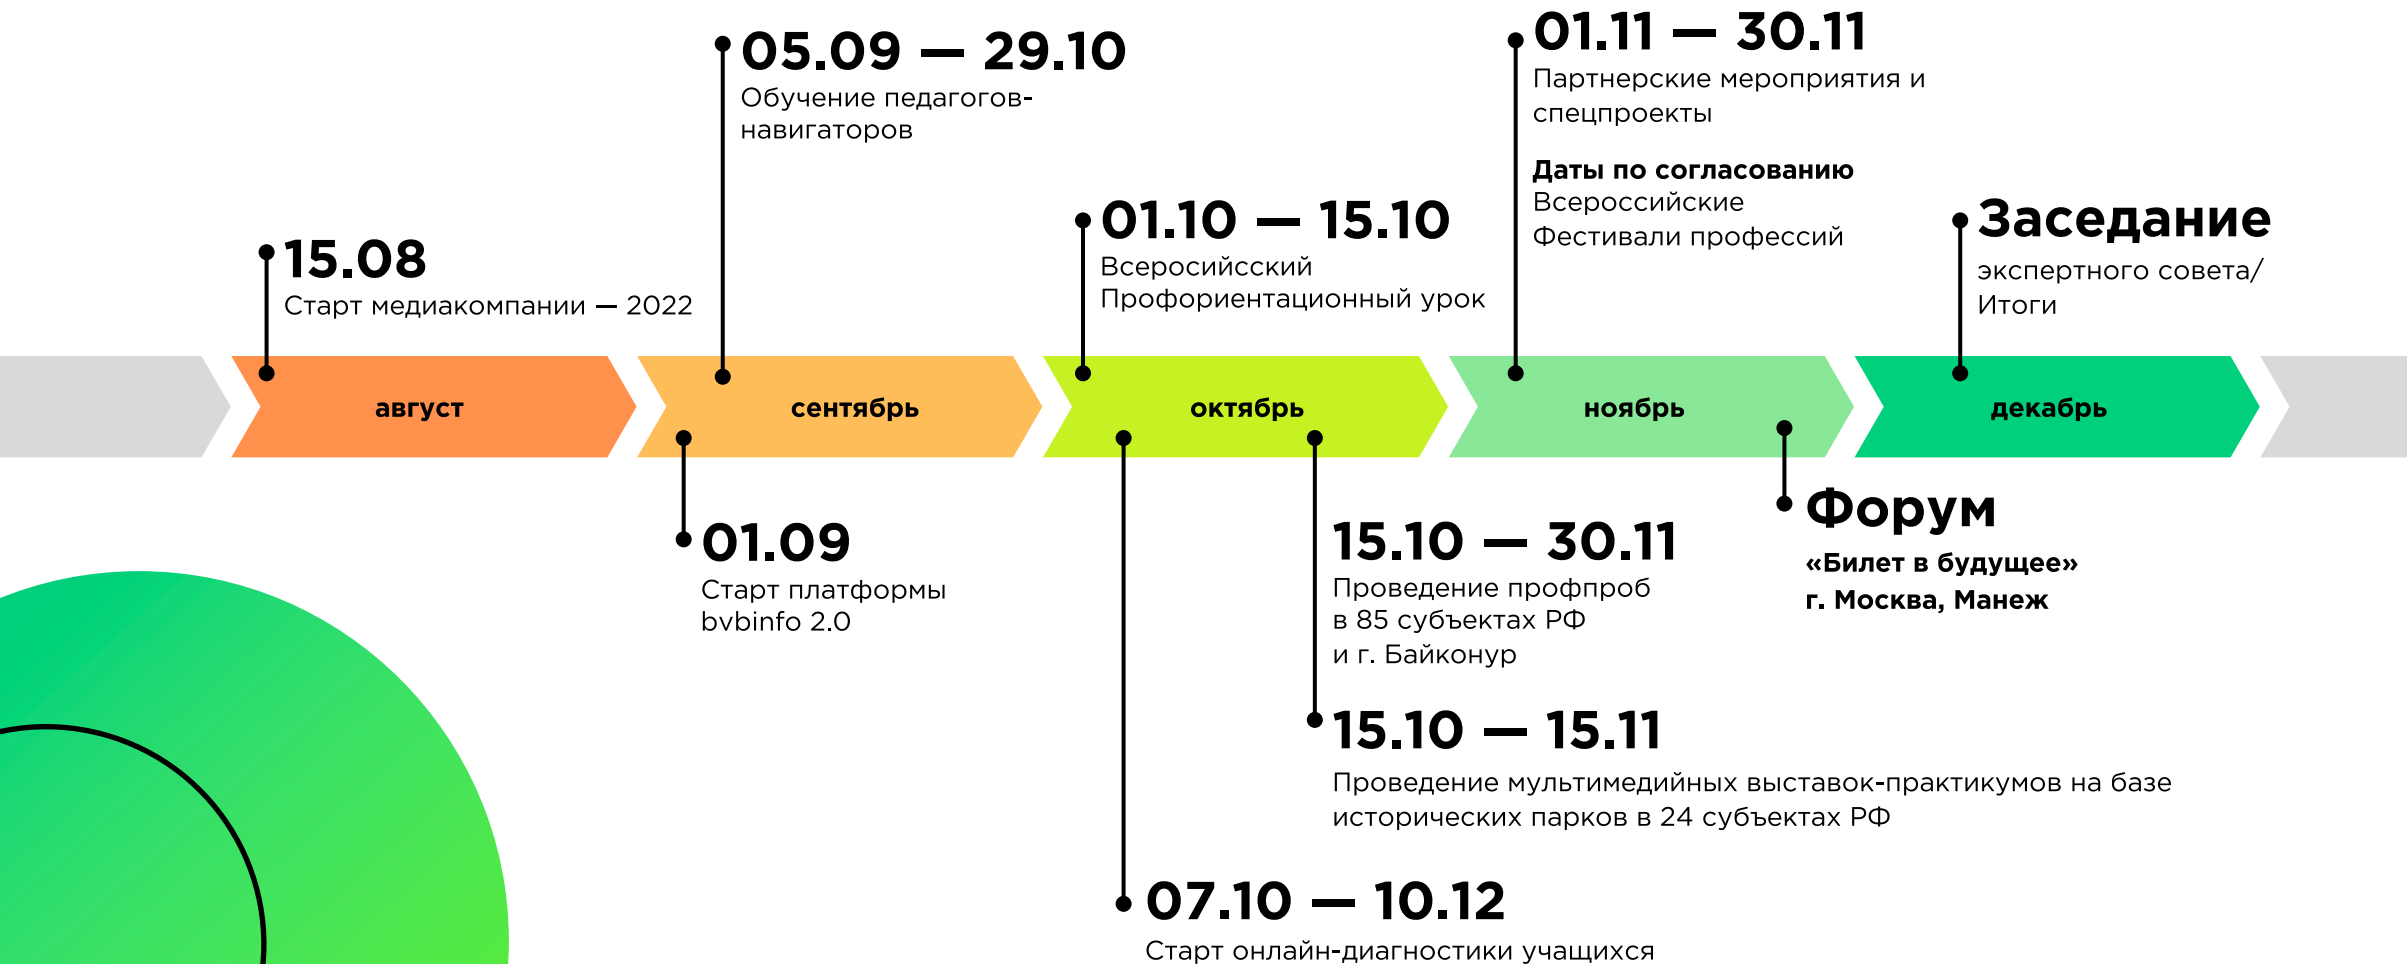 01.11 — 30.11
Партнерские мероприятия и
спецпроекты
Даты по согласованию
Всероссийские
Фестивали профессий
05.09 — 29.10
Обучение педагогов-
навигаторов
01.10 — 15.10
Всеросийсский
Профориентационный урок
Заседание
экспертного совета/
Итоги
15.08
Старт медиакомпании — 2022
август
сентябрь
октябрь
ноябрь
декабрь
01.09
Старт платформы
bvbinfo 2.0
15.10 — 30.11
Проведение профпроб
в 85 субъектах РФ
и г. Байконур
Форум
«Билет в будущее»
г. Москва, Манеж
15.10 — 15.11
Проведение мультимедийных выставок-практикумов на базе
исторических парков в 24 субъектах РФ
07.10 — 10.12
Старт онлайн-диагностики учащихся